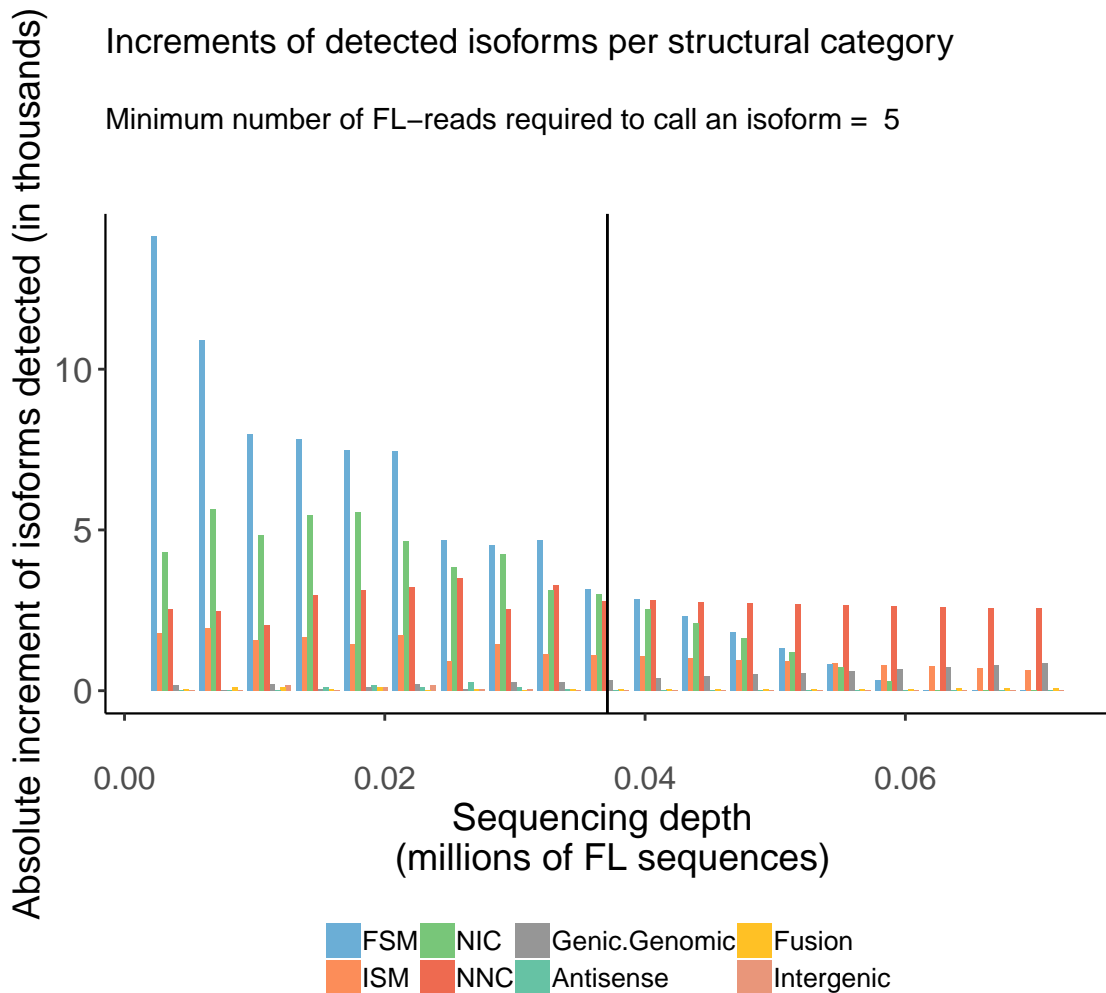 Increments of detected isoforms per structural category
Minimum number of FL−reads required to call an isoform =  5
Absolute increment of isoforms detected (in thousands)
10
5
0
0.00 0.02 0.04 0.06
Sequencing depth
(millions of FL sequences)
FSM NIC Genic.Genomic Fusion
ISM NNC Antisense Intergenic